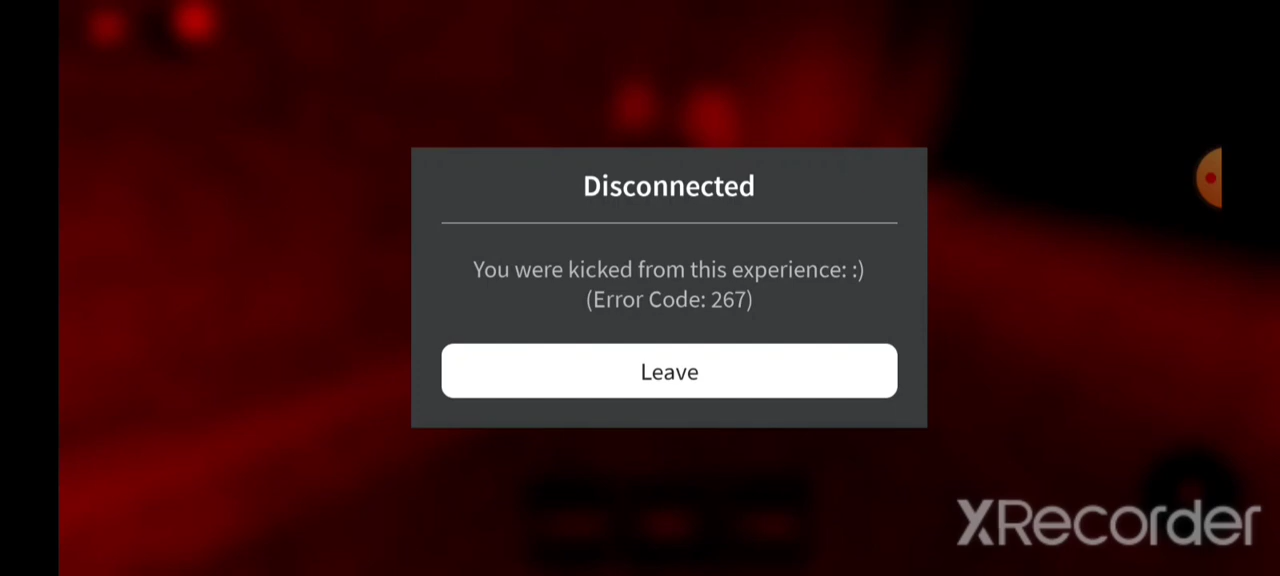 Disconnected
You were kicked from this experience: :)
(Error Code: 267)
Leave
XRecorder